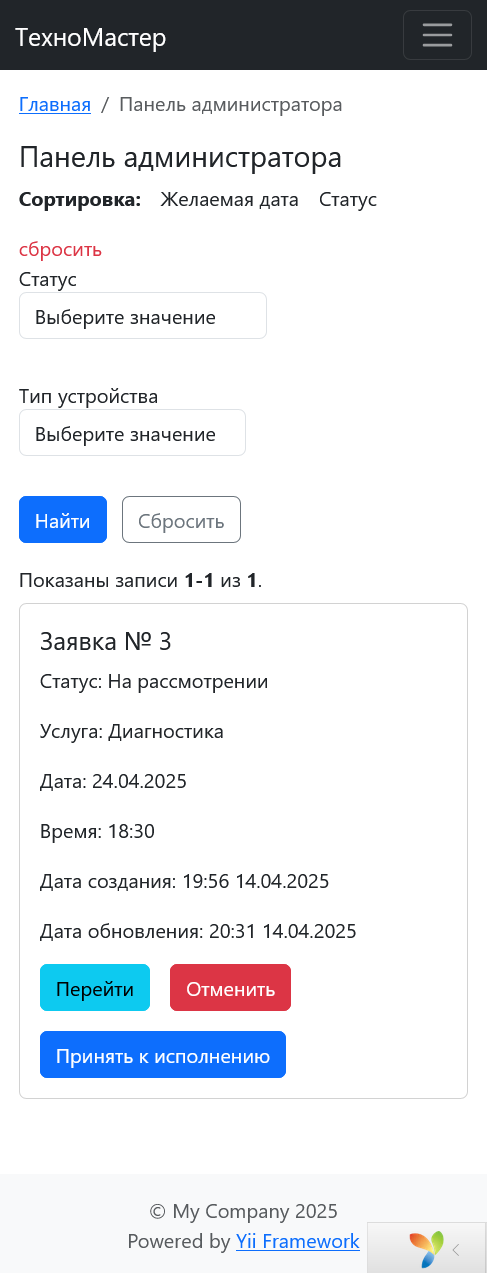 ТехноМастер
Главная / Панель администратора
Панель администратора
Сортировка: Желаемая дата Статус
сбросить
Статус
Выберите значение
Тип устройства
Выберите значение
Найти Сбросить
Показаны записи 1-1 из 1.
Заявка № 3
Статус: На рассмотрении
Услуга: Диагностика
Дата: 24.04.2025
Время: 18:30
Дата создания: 19:56 14.04.2025
Дата обновления: 20:31 14.04.2025
Перейти Отменить
Принять к исполнению
© My Company 2025
Powered by Yii Framework